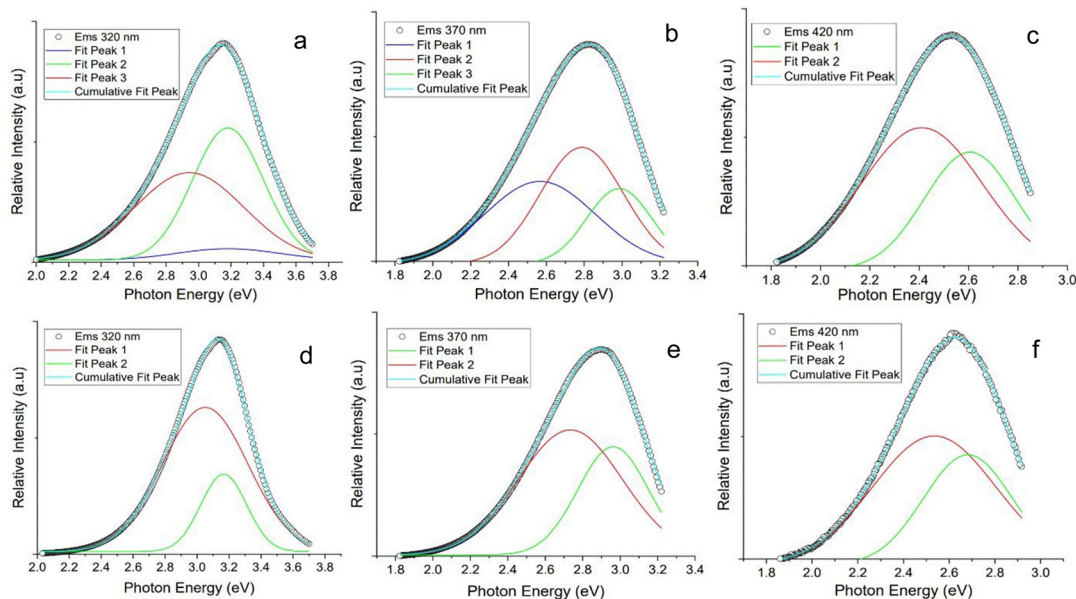 a
Ems 320 nm
Fit Peak 1
Fit Peak 2
Fit Peak 3
Cumulative Fit Peak
Relative Intensity (a.u)
2.0 2.4 2.8 3.2 3.6 4.0
Photon Energy (eV)
b
Ems 370 nm
Fit Peak 1
Fit Peak 2
Fit Peak 3
Cumulative Fit Peak
Relative Intensity (a.u)
1.8 2.0 2.2 2.4 2.6 2.8 3.0 3.2 3.4
Photon Energy (eV)
c
Ems 420 nm
Fit Peak 1
Fit Peak 2
Cumulative Fit Peak
Relative Intensity (a.u)
1.8 2.0 2.2 2.4 2.6 2.8 3.0
Photon Energy (eV)
d
Ems 320 nm
Fit Peak 1
Fit Peak 2
Cumulative Fit Peak
Relative Intensity (a.u)
2.0 2.2 2.4 2.6 2.8 3.0 3.2 3.4 3.6 3.8 4.0
Photon Energy (eV)
e
Ems 370 nm
Fit Peak 1
Fit Peak 2
Cumulative Fit Peak
Relative Intensity (a.u)
1.8 2.0 2.2 2.4 2.6 2.8 3.0 3.2 3.4
Photon Energy (eV)
f
Ems 420 nm
Fit Peak 1
Fit Peak 2
Cumulative Fit Peak
Relative Intensity (a.u)
1.8 2.0 2.2 2.4 2.6 2.8 3.0
Photon Energy (eV)